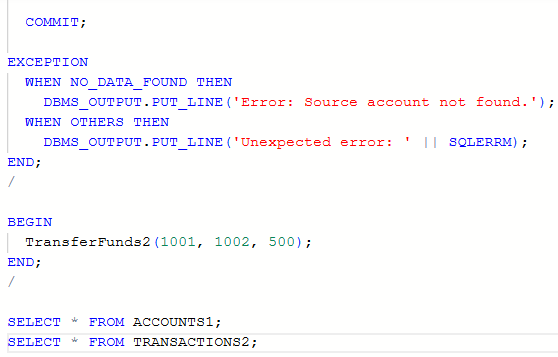 COMMIT;
EXCEPTION
WHEN NO_DATA_FOUND THEN
DBMS_OUTPUT.PUT_LINE('Error: Source account not found.');
WHEN OTHERS THEN
DBMS_OUTPUT.PUT_LINE('Unexpected error: ' || SQLERRM);
END;
/
BEGIN
TransferFunds2(1001, 1002, 500);
END;
/
SELECT * FROM ACCOUNTS1;
SELECT * FROM TRANSACTIONS2;